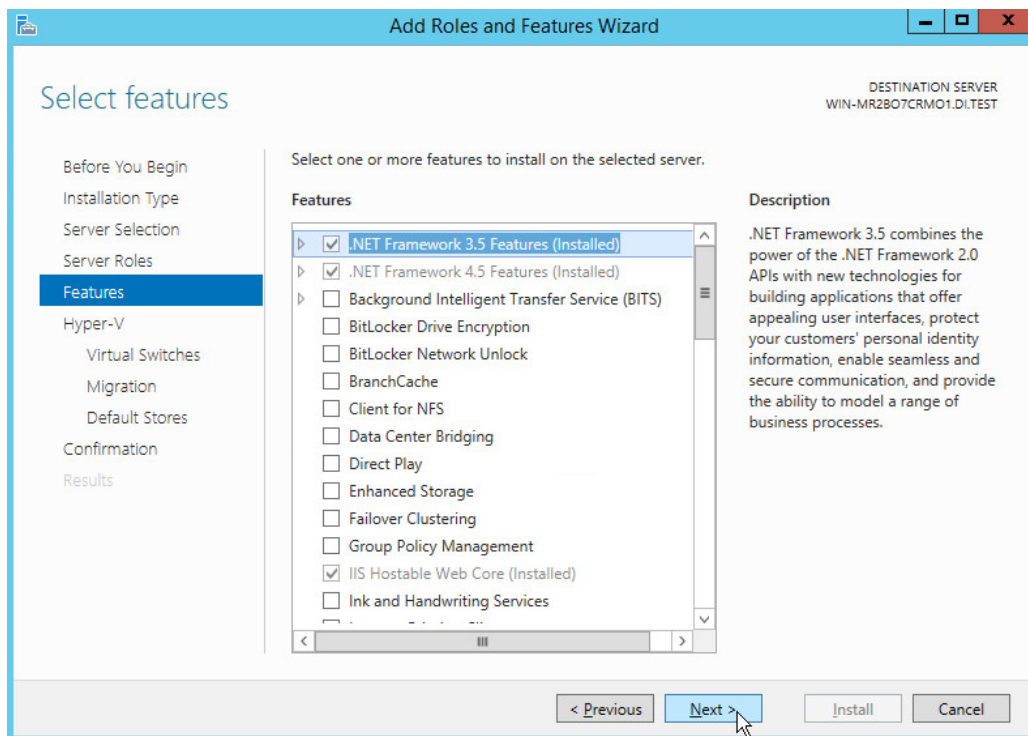 Add Roles and Features Wizard
X
Select features
DESTINATION SERVER
WIN-MR2BO7CRMO1.DI.TEST
Before You Begin
Installation Type
Server Selection
Server Roles
Features
Hyper-V
Virtual Switches
Migration
Default Stores
Confirmation
Results
Select one or more features to install on the selected server.
Features
.NET Framework 3.5 Features (Installed)
.NET Framework 4.5 Features (Installed)
Background Intelligent Transfer Service (BITS)
BitLocker Drive Encryption
BitLocker Network Unlock
BranchCache
Client for NFS
Data Center Bridging
Direct Play
Enhanced Storage
Failover Clustering
Group Policy Management
IIS Hostable Web Core (Installed)
Ink and Handwriting Services
Description
.NET Framework 3.5 combines the
power of the .NET Framework 2.0
APIs with new technologies for
building applications that offer
appealing user interfaces, protect
your customers' personal identity
information, enable seamless and
secure communication, and provide
the ability to model a range of
business processes.
< Previous
Next >
Install
Cancel